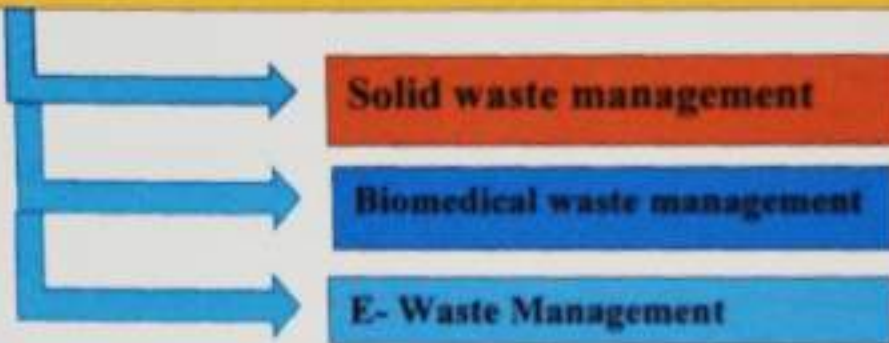 Solid waste management
Biomedical waste management
E- Waste Management